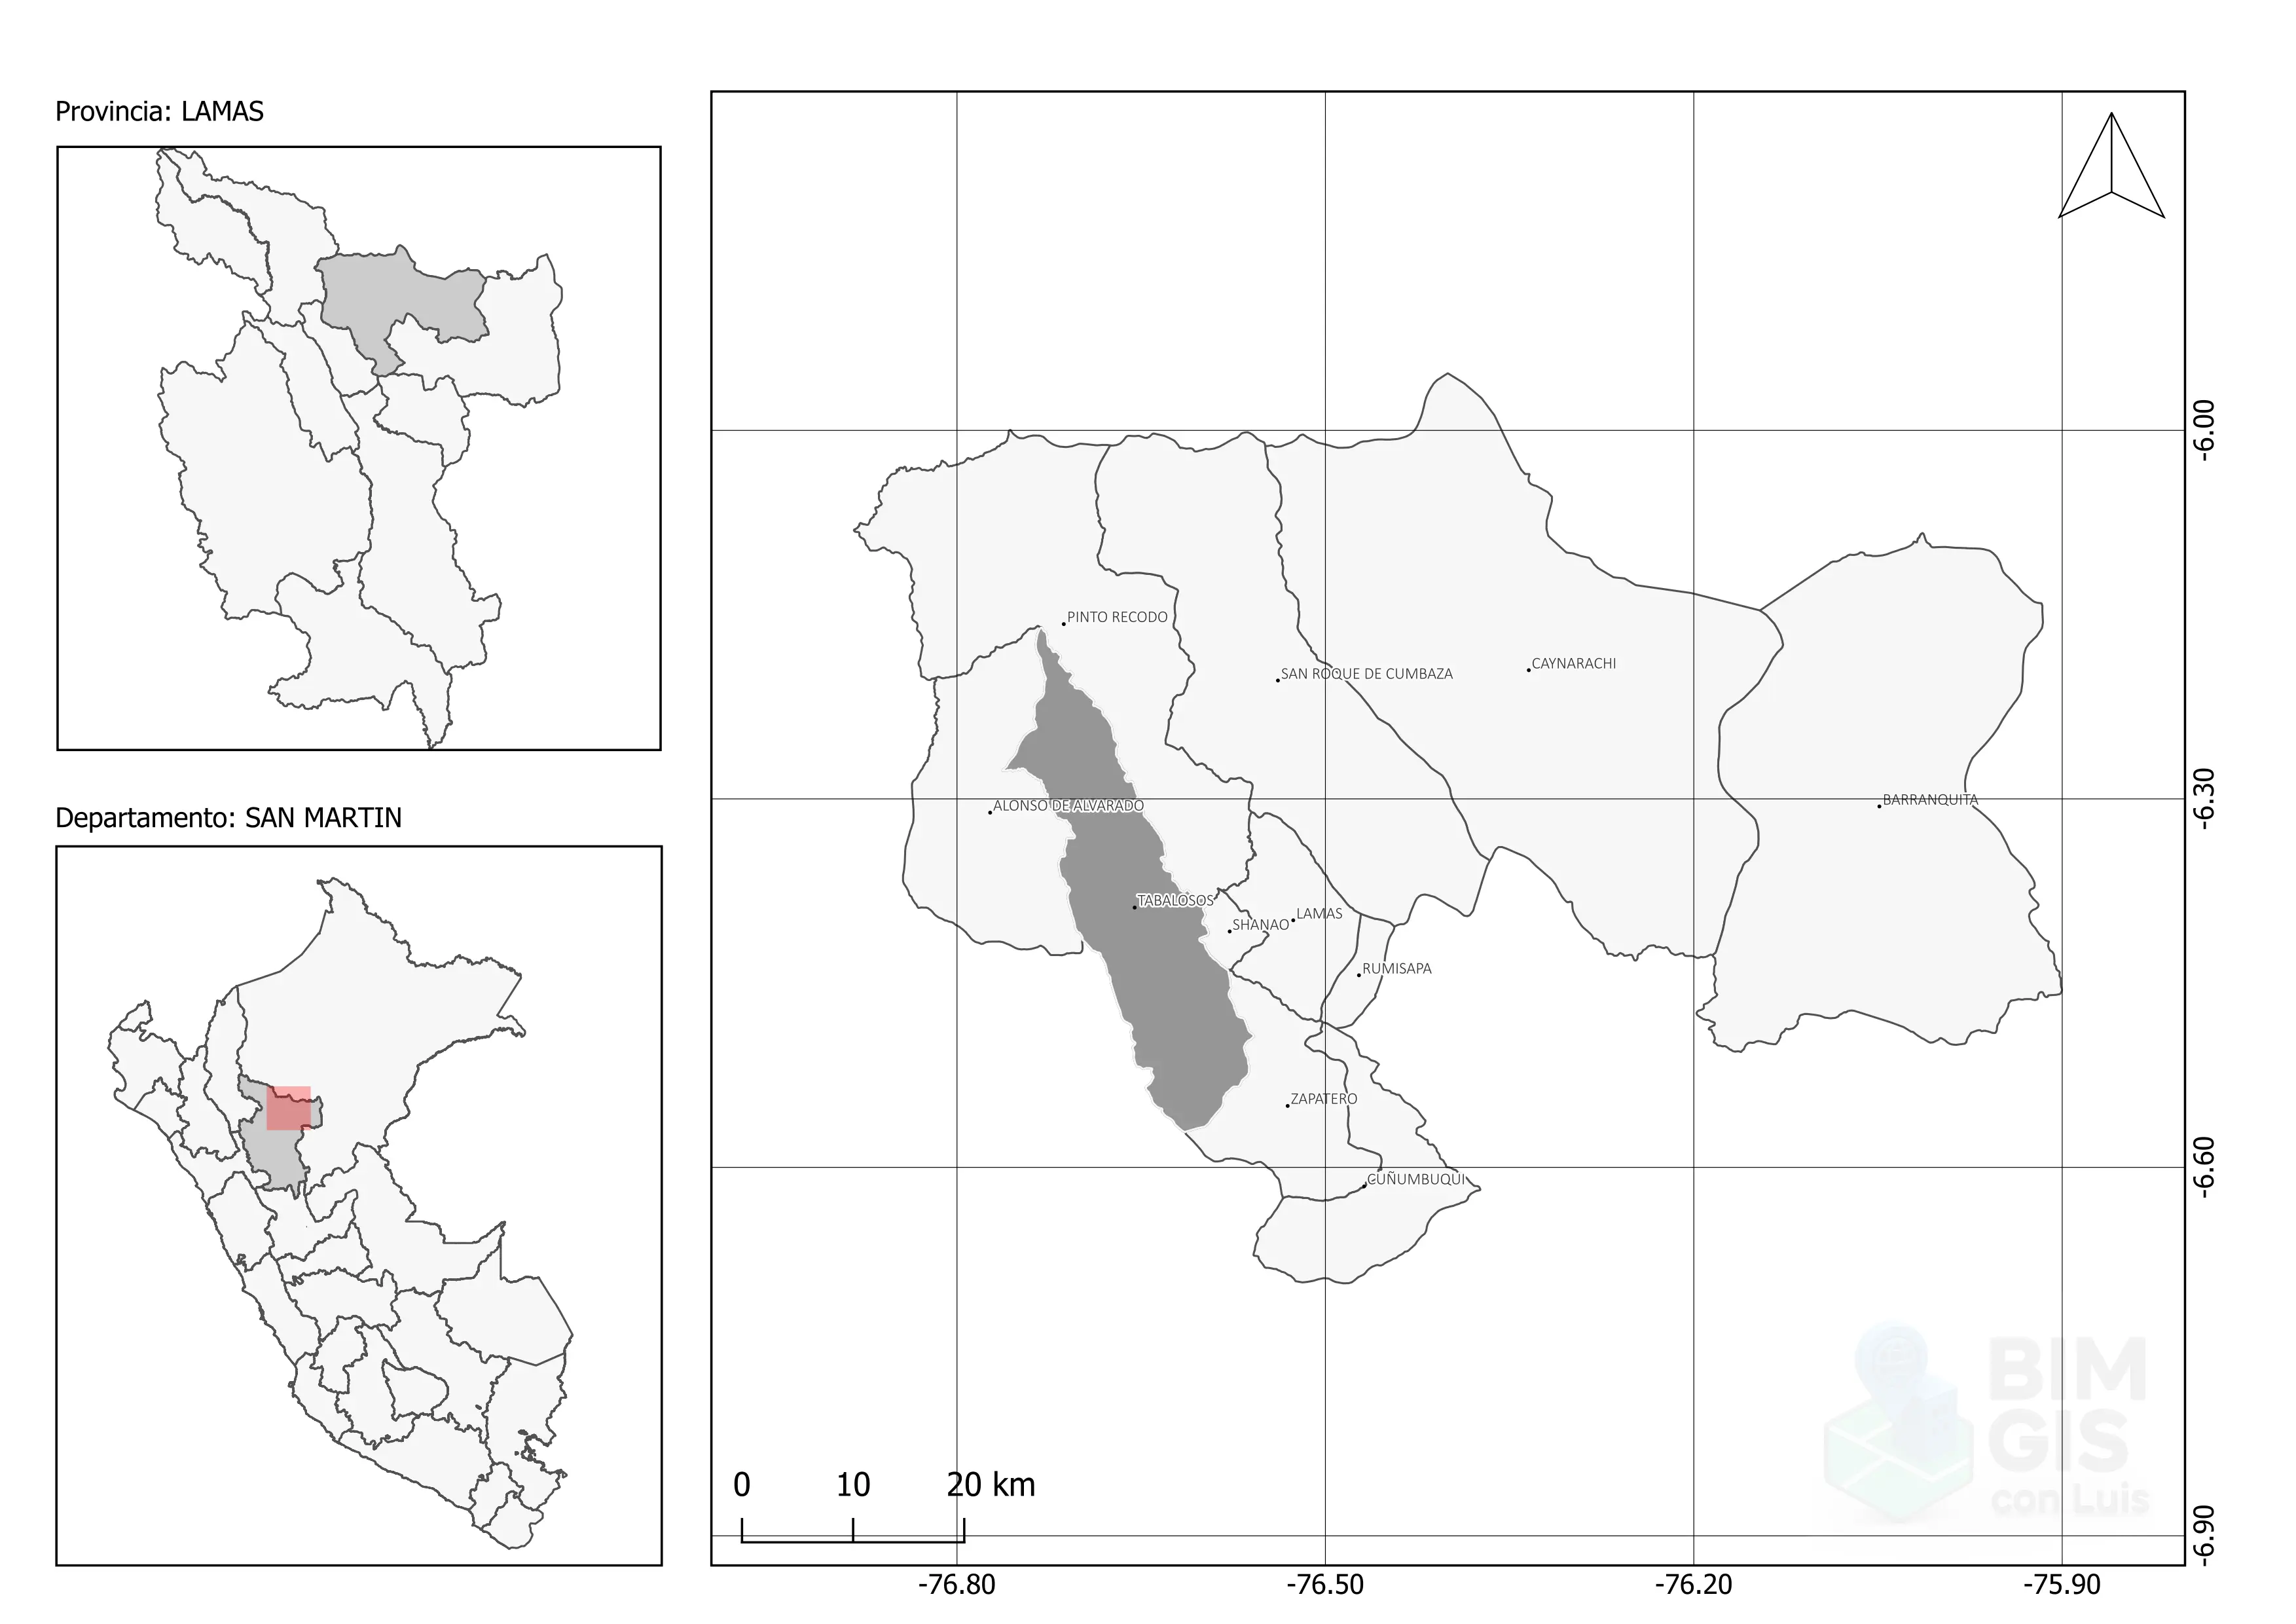 Provincia: LAMAS
Departamento: SAN MARTIN
PINTO RECODO
SAN ROQUE DE CUMBAZA
CAYNARACHI
ALONSO DE ALVARADO
BARRANQUITA
TABALOSOS
SHANAO
LAMAS
RUMISAPA
ZAPATERO
CUÑUMBUQUI
-6.00
-6.30
-6.60
-6.90
0 10 20 km
-76.80 -76.50 -76.20 -75.90
BIM
GIS
con Luis